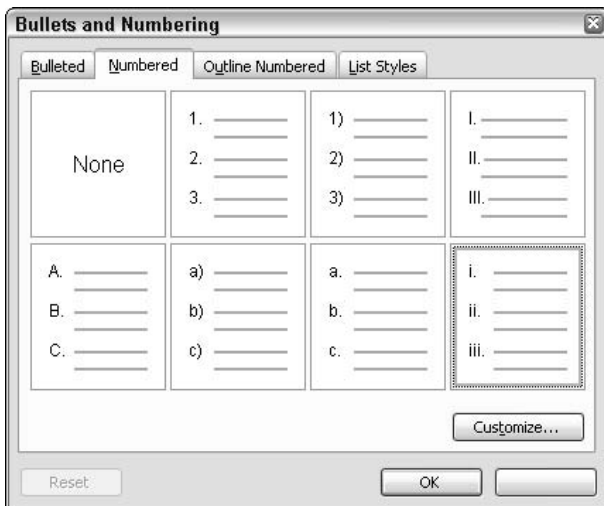 Bullets and Numbering
Bulleted Numbered Outline Numbered List Styles
None
1.
2.
3.
1)
2)
3)
I.
II.
III.
A.
B.
C.
a)
b)
c)
a.
b.
c.
i.
ii.
iii.
Customize...
Reset OK